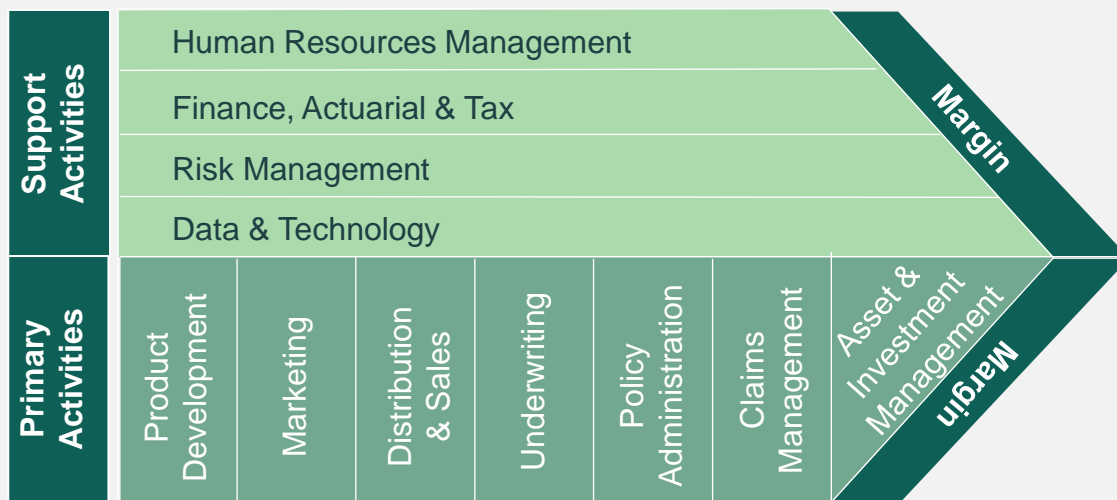 Support
Activities
Human Resources Management
Finance, Actuarial & Tax
Risk Management
Data & Technology
Margin
Primary
Activities
Product
Development
Marketing
Distribution
& Sales
Underwriting
Policy
Administration
Claims
Management
Asset &
Investment
Management
Margin